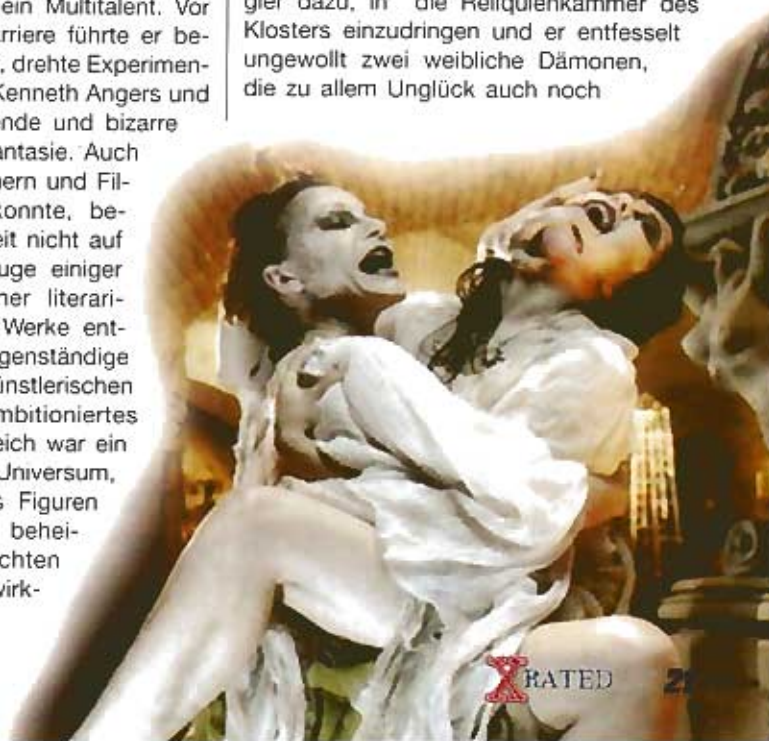 ein Multitalent. Vor
rriere führte er be-
, drehte Experimen-
Kenneth Angers und
nde und bizarre
antasie. Auch
nern und Fil-
konnte, be-
eit nicht auf
uge einiger
ner literari-
Werke ent-
genständige
ünstlerischen
mbitioniertes
eich war ein
Universum,
s Figuren
behei-
chten
wirk-
gier dazu, in die Reliquienkammer des
Klosters einzudringen und er entfesselt
ungewollt zwei weibliche Dämonen,
die zu allem Unglück auch noch
X RATED